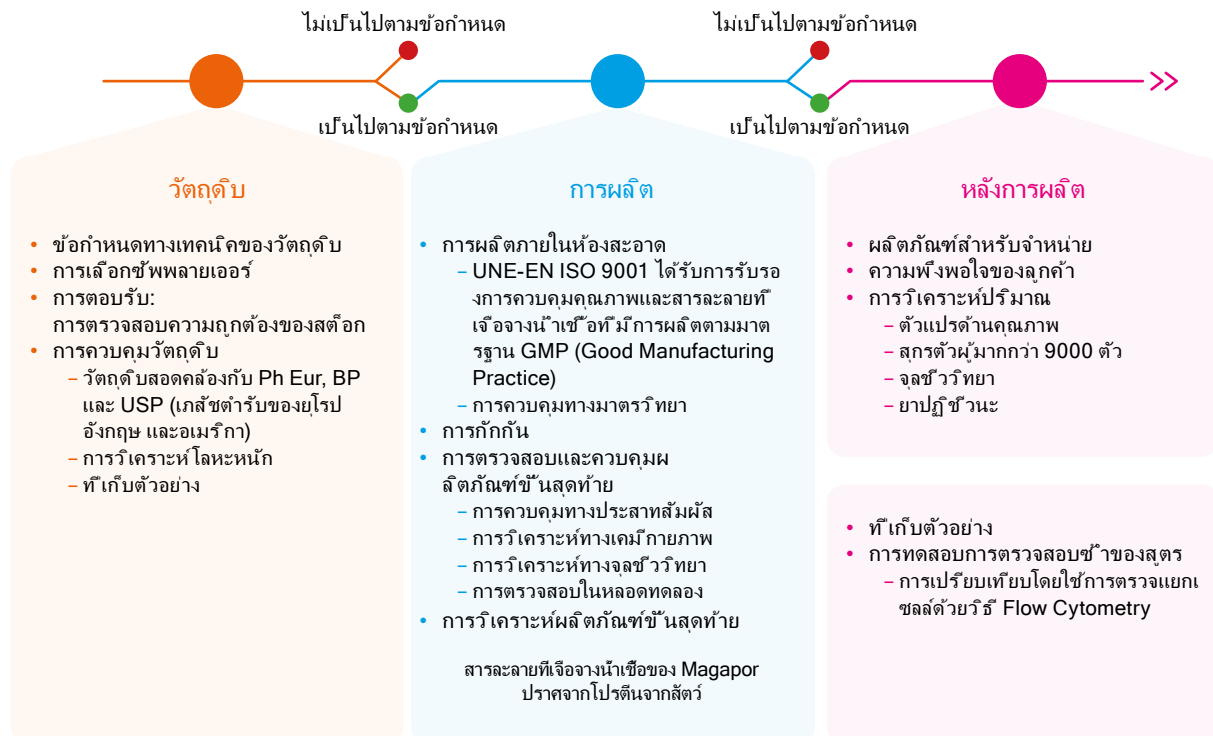 ไม่เป็นไปตามข้อกำหนด
ไม่เป็นไปตามข้อกำหนด
เป็นไปตามข้อกำหนด
เป็นไปตามข้อกำหนด
วัตถุดิบ
• ข้อกำหนดทางเทคนิคของวัตถุดิบ
• การเลือกซัพพลายเออร์
• การตอบรับ:
การตรวจสอบความถูกต้องของสต็อก
• การควบคุมวัตถุดิบ
– วัตถุดิบสอดคล้องกับ Ph Eur, BP
และ USP (เภสัชตำรับของยุโรป
อังกฤษ และอเมริกา)
– การวิเคราะห์โลหะหนัก
– ที่เก็บตัวอย่าง
การผลิต
• การผลิตภายในห้องสะอาด
– UNE-EN ISO 9001 ได้รับการรับรอ
งการควบคุมคุณภาพและสารละลายที่
เจือจางน้ำเชื้อที่มีการผลิตตามมาต
รฐาน GMP (Good Manufacturing
Practice)
– การควบคุมทางมาตรวิทยา
• การกักกัน
• การตรวจสอบและควบคุมผ
ลิตภัณฑ์ขั้นสุดท้าย
– การควบคุมทางประสาทสัมผัส
– การวิเคราะห์ทางเคมีกายภาพ
– การวิเคราะห์ทางจุลชีววิทยา
– การตรวจสอบในหลอดทดลอง
• การวิเคราะห์ผลิตภัณฑ์ขั้นสุดท้าย
สารละลายที่เจือจางน้ำเชื้อของ Magapor
ปราศจากโปรตีนจากสัตว์
หลังการผลิต
• ผลิตภัณฑ์สำหรับจำหน่าย
• ความพึงพอใจของลูกค้า
• การวิเคราะห์ปริมาณ
– ตัวแปรด้านคุณภาพ
– สุกรตัวผู้มากกว่า 9000 ตัว
– จุลชีววิทยา
– ยาปฏิชีวนะ
• ที่เก็บตัวอย่าง
• การทดสอบการตรวจสอบซ้ำของสูตร
– การเปรียบเทียบโดยใช้การตรวจแยกเ
ซลล์ด้วยวิธี Flow Cytometry